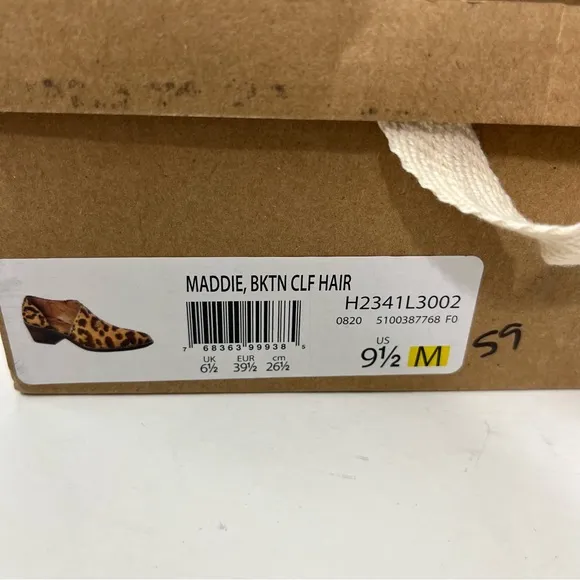 MADDIE, BKTN CLF HAIR
H2341L3002
0820 5100387768 F0
7 68363 99938 5
UK EUR cm
6½ 39½ 26½
US
9½ M
59